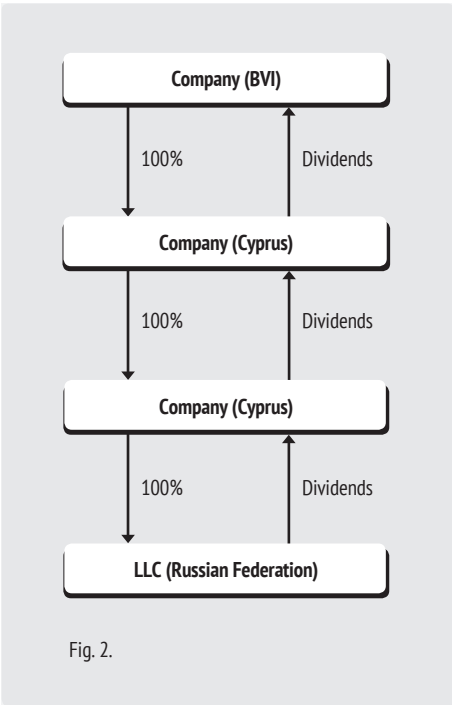 Company (BVI)
100% Dividends
Company (Cyprus)
100% Dividends
Company (Cyprus)
100% Dividends
LLC (Russian Federation)
Fig. 2.